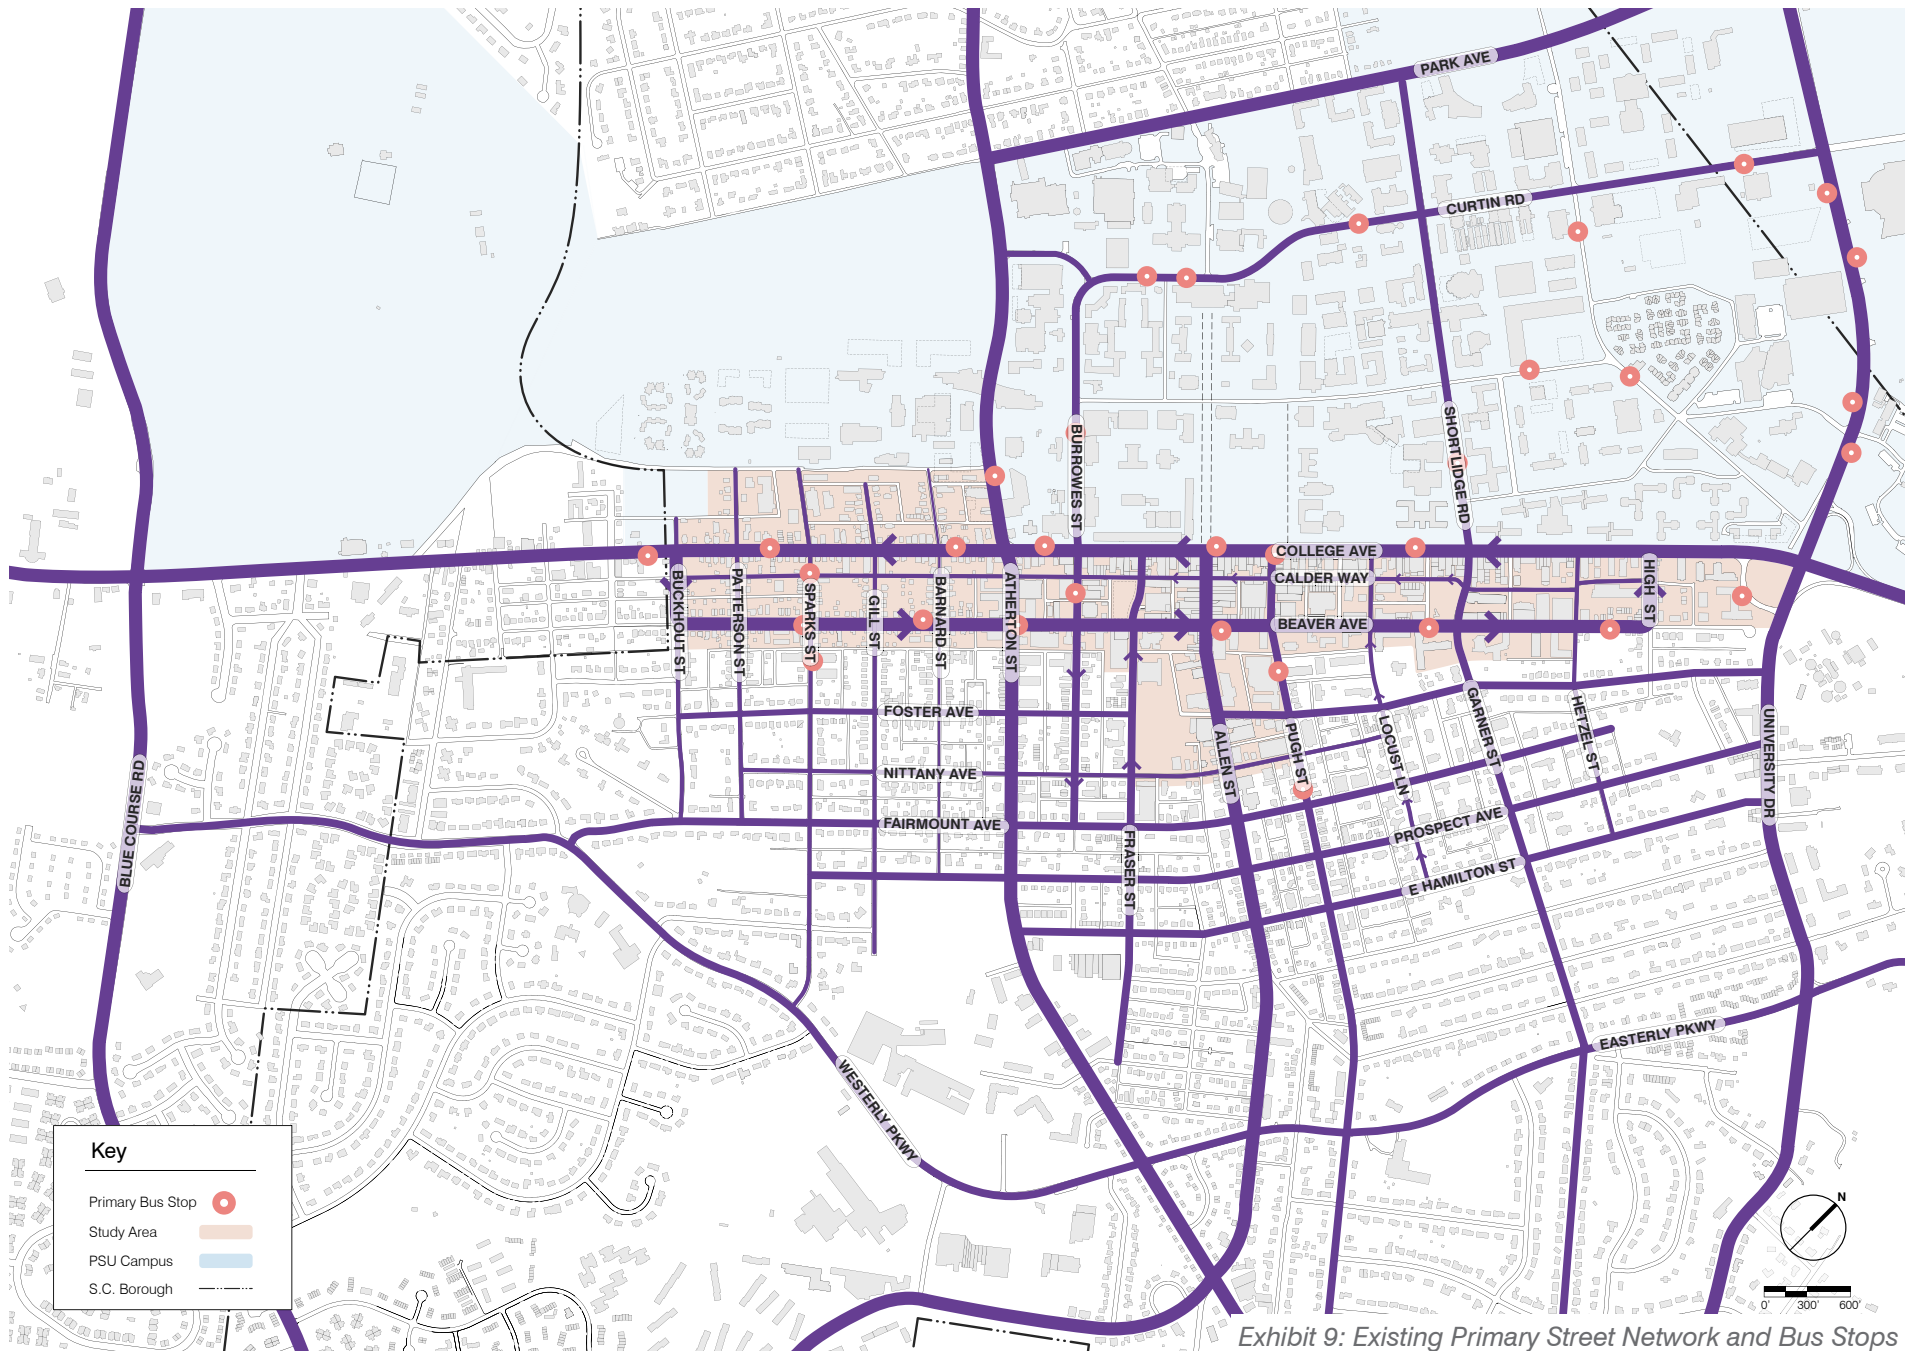 PARK AVE
CURTIN RD
BURROWES ST
SHORTLIDGE RD
COLLEGE AVE
CALDER WAY
BEAVER AVE
BUCKHOUT ST
PATTERSON ST
SPARKS ST
GILL ST
BARNARD ST
ATHERTON ST
HIGH ST
FOSTER AVE
NITTANY AVE
FAIRMOUNT AVE
FRASER ST
ALLEN ST
PUGH ST
LOCUST LN
GARNER ST
HETZEL ST
UNIVERSITY DR
BLUE COURSE RD
PROSPECT AVE
E HAMILTON ST
EASTERLY PKWY
WESTERLY PKWY
Key
Primary Bus Stop
Study Area
PSU Campus
S.C. Borough
N
0' 300' 600'
Exhibit 9: Existing Primary Street Network and Bus Stops